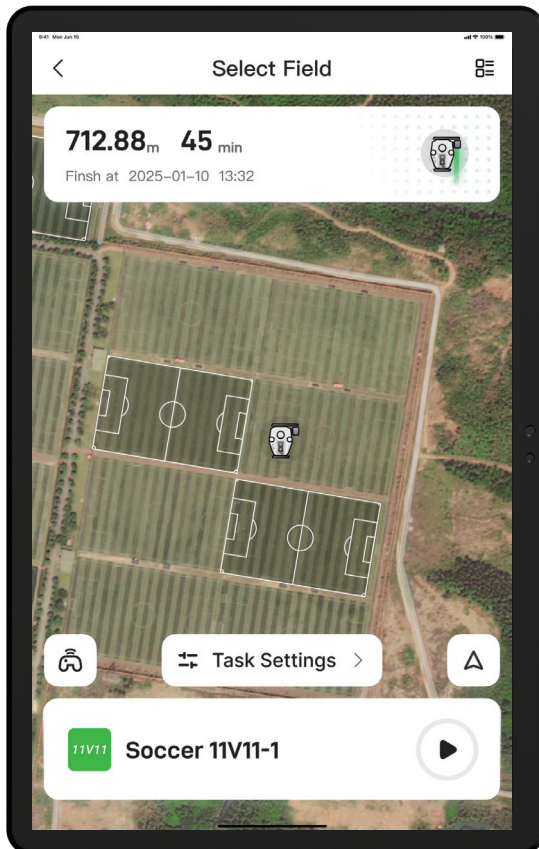 9:41 Mon Jun 10
100%
Select Field
712.88m 45 min
Finsh at 2025-01-10 13:32
Task Settings
11V11
Soccer 11V11-1